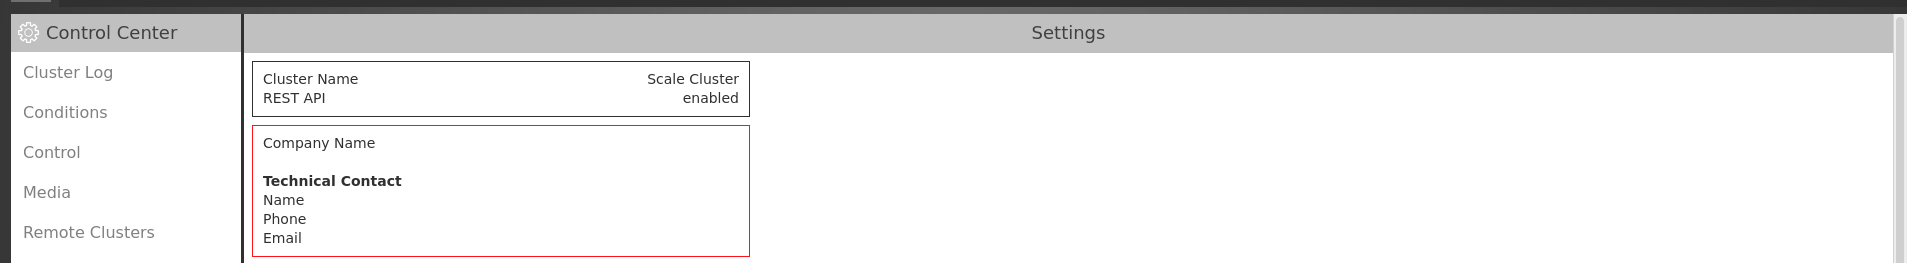 Control Center
Settings
Cluster Log
Conditions
Control
Media
Remote Clusters
Cluster Name Scale Cluster
REST API enabled
Company Name
Technical Contact
Name
Phone
Email